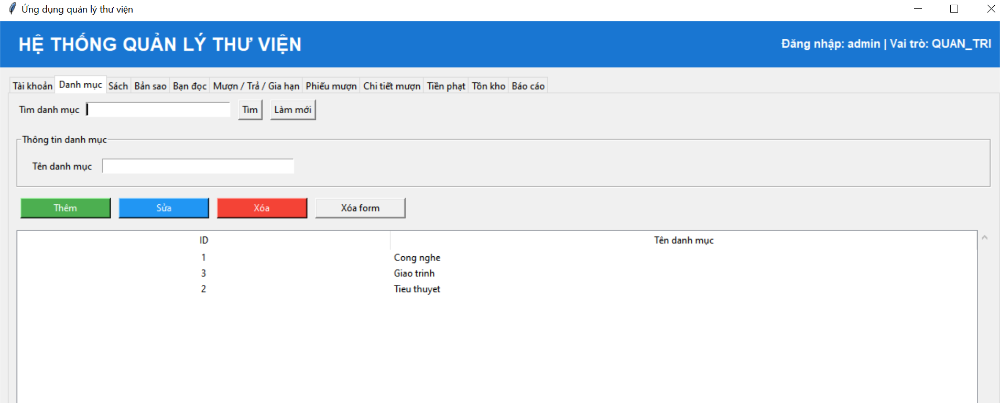 Ứng dụng quản lý thư viện
HỆ THỐNG QUẢN LÝ THƯ VIỆN
Đăng nhập: admin | Vai trò: QUAN_TRI
Tài khoản Danh mục Sách Bản sao Bạn đọc Mượn / Trả / Gia hạn Phiếu mượn Chi tiết mượn Tiền phạt Tồn kho Báo cáo
Tìm danh mục Tìm Làm mới
Thông tin danh mục
Tên danh mục
Thêm Sửa Xóa Xóa form
ID Tên danh mục
1 Cong nghe
3 Giao trinh
2 Tieu thuyet